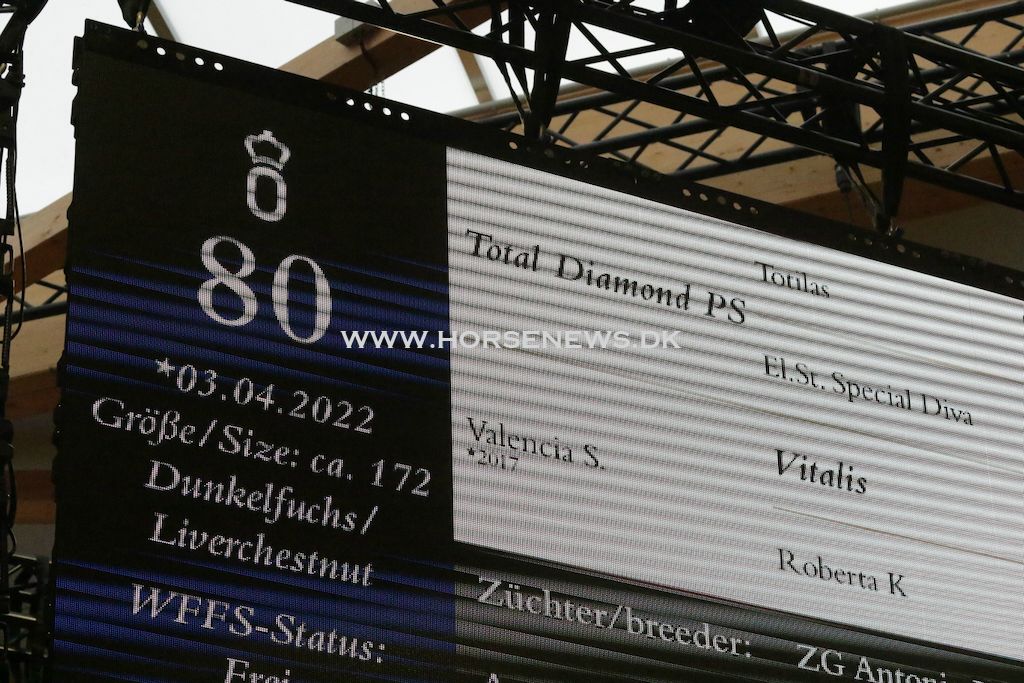 80
*03.04.2022
Größe/Size: ca. 172
Dunkelfuchs/
Liverchestnut
WFFS-Status:
Frei
Total Diamond PS
Totilas
El.St. Special Diva
Valencia S.
*2017
Vitalis
Roberta K
Züchter/breeder:
ZG
WWW.HORSENEWS.DK